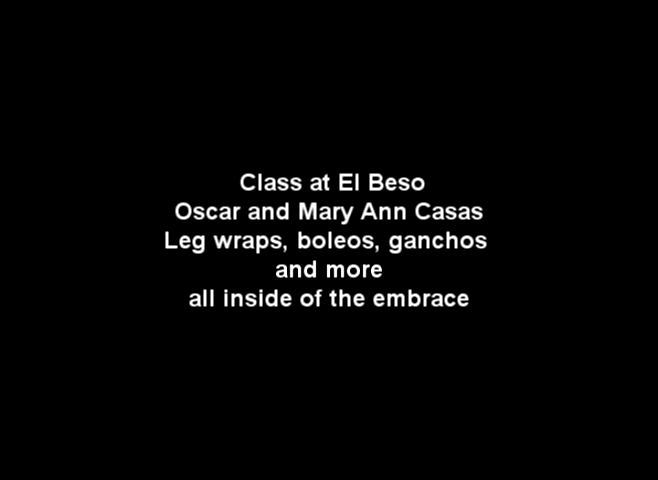 Class at El Beso
Oscar and Mary Ann Casas
Leg wraps, boleos, ganchos
and more
all inside of the embrace